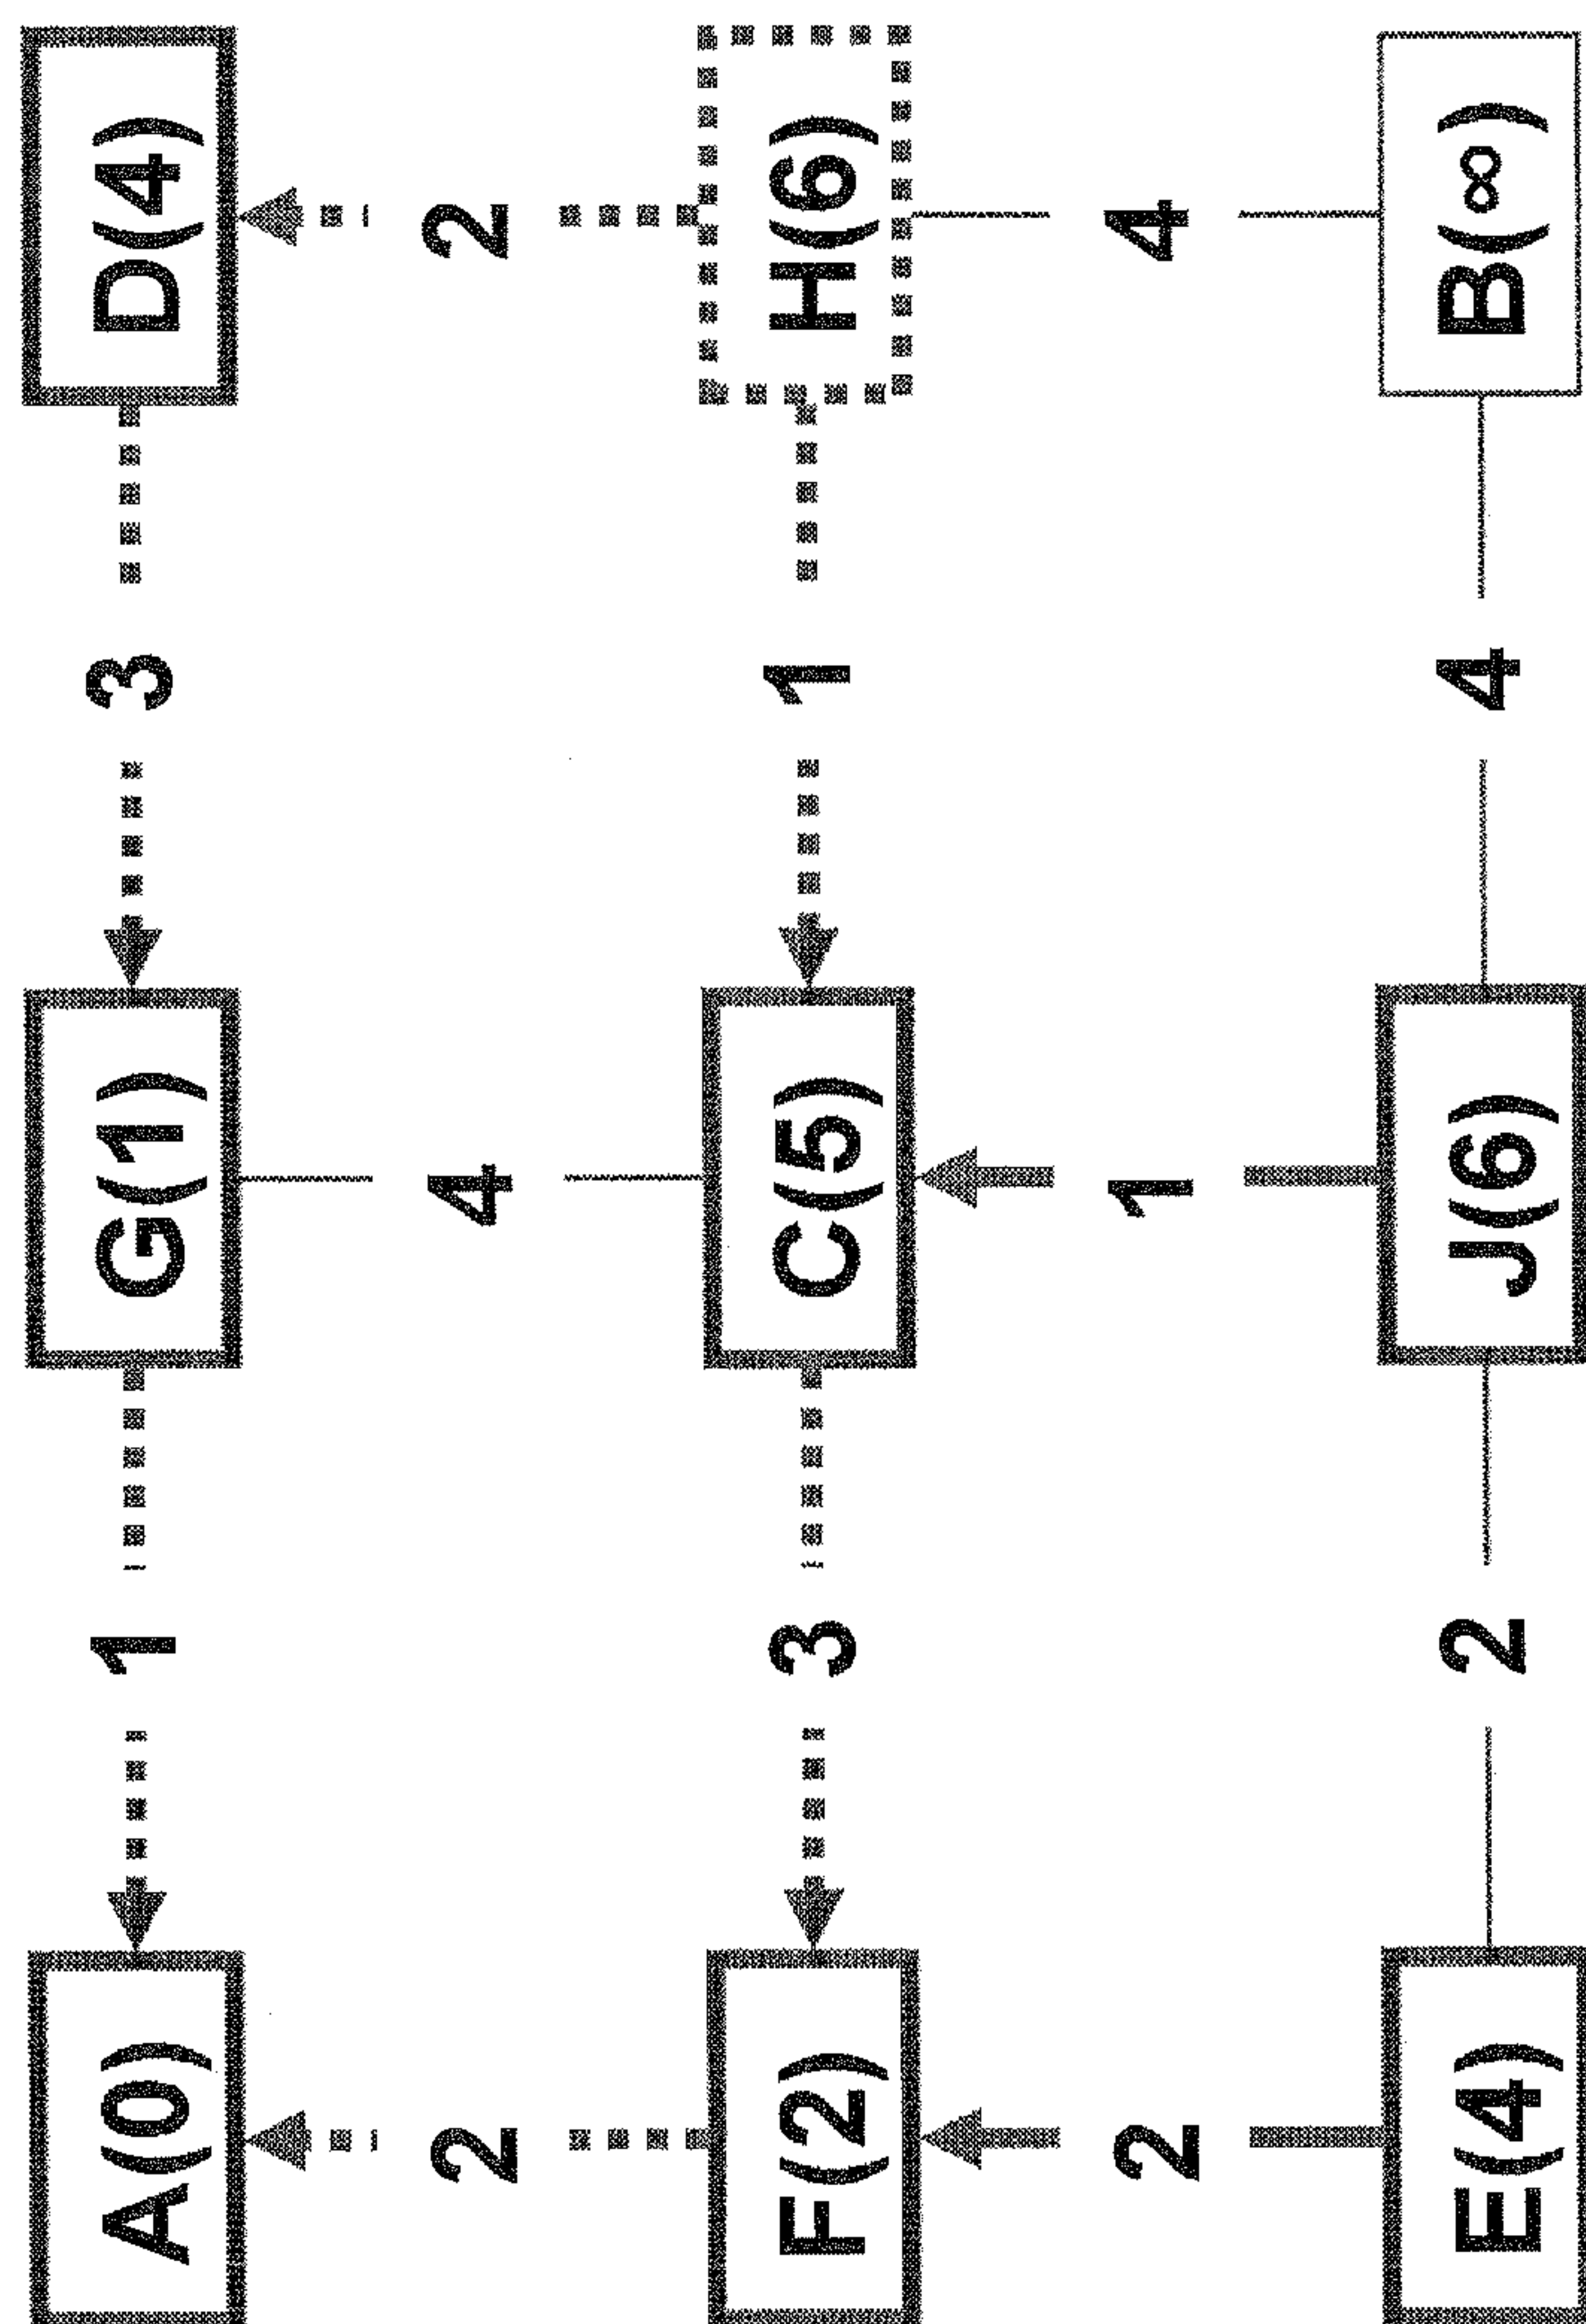 A(0) 1 G(1) 3 D(4)
2 4 2
F(2) 3 C(5) 1 H(6)
2 1 4
E(4) 2 J(6) 4 B(∞)